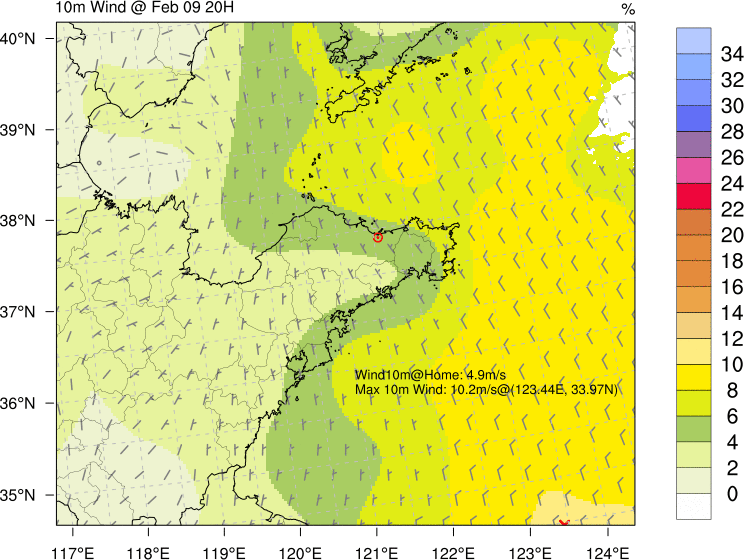 10m Wind @ Feb 09 20H
%
40°N
39°N
38°N
37°N
36°N
35°N
Wind10m@Home: 4.9m/s
Max 10m Wind: 10.2m/s@(123.44E, 33.97N)
117°E
118°E
119°E
120°E
121°E
122°E
123°E
124°E
34
32
30
28
26
24
22
20
18
16
14
12
10
8
6
4
2
0